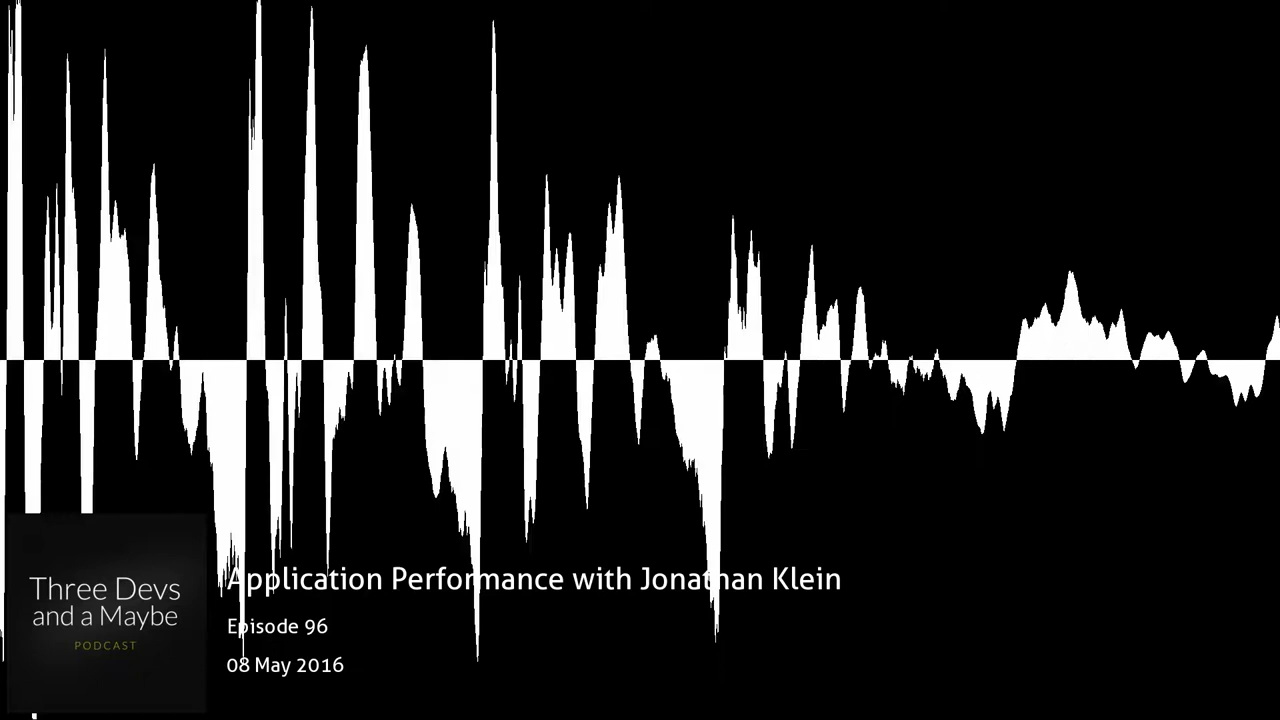 Three Devs
and a Maybe
PODCAST
Application Performance with Jonathan Klein
Episode 96
08 May 2016